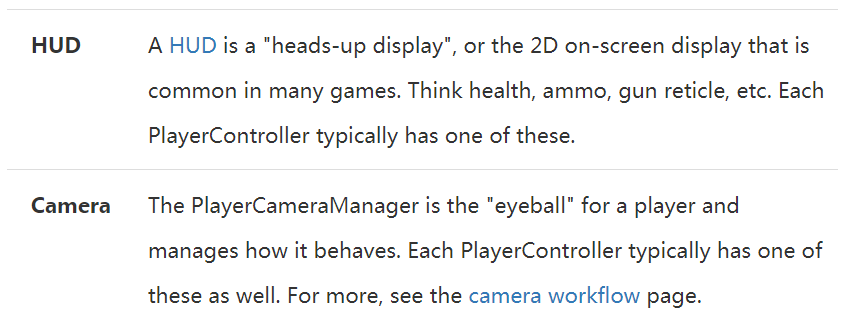 HUD A HUD is a "heads-up display", or the 2D on-screen display that is
common in many games. Think health, ammo, gun reticle, etc. Each
PlayerController typically has one of these.
Camera The PlayerCameraManager is the "eyeball" for a player and
manages how it behaves. Each PlayerController typically has one of
these as well. For more, see the camera workflow page.